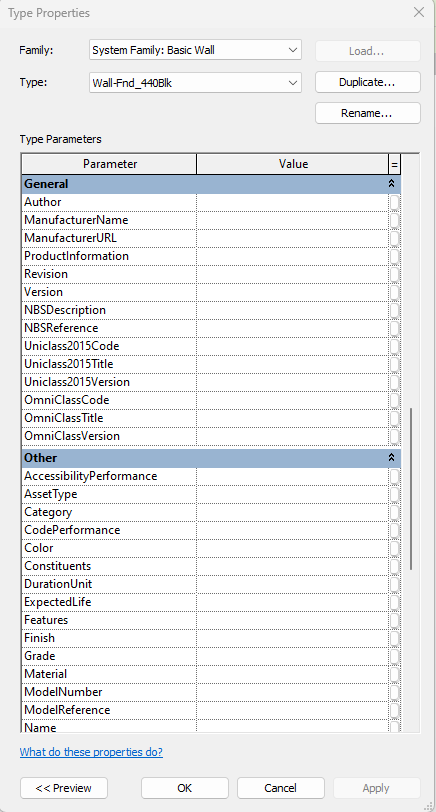 Type Properties
Family: System Family: Basic Wall Load...
Type: Wall-Fnd_440Blk Duplicate...
Rename...
Type Parameters
Parameter Value =
General
Author
ManufacturerName
ManufacturerURL
ProductInformation
Revision
Version
NBSDescription
NBSReference
Uniclass2015Code
Uniclass2015Title
Uniclass2015Version
OmniClassCode
OmniClassTitle
OmniClassVersion
Other
AccessibilityPerformance
AssetType
Category
CodePerformance
Color
Constituents
DurationUnit
ExpectedLife
Features
Finish
Grade
Material
ModelNumber
ModelReference
Name
What do these properties do?
<< Preview OK Cancel Apply